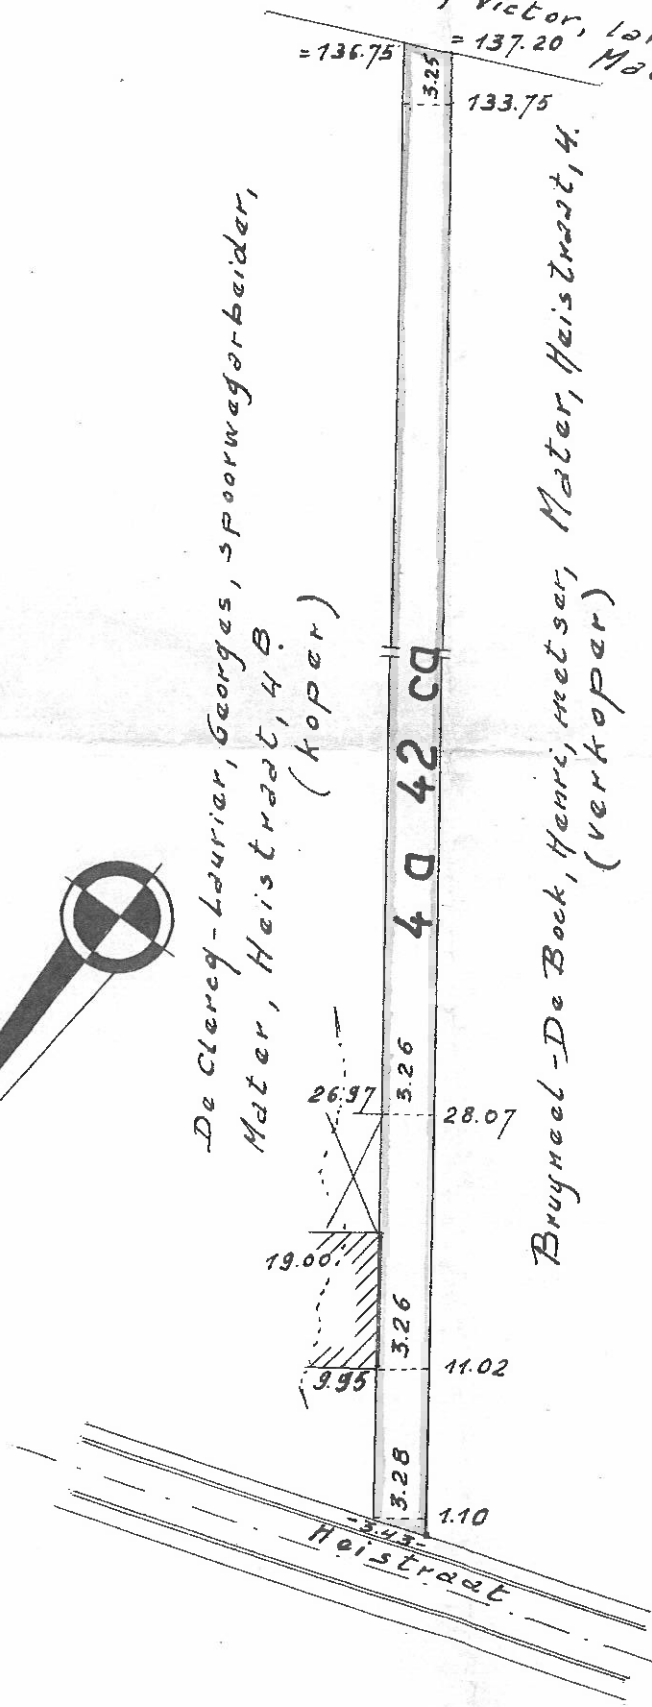 Victor,
= 136.75
= 137.20
3.25
133.75
De Clercq-Laurier, Georges, spoorwegarbeider,
Mater, Heistraat, 4 B
(koper)
4 a 42 ca
Bruyneel-De Bock, Henri, metser, Mater, Heistraat, 4.
(verkoper)
3.26
26.97
28.07
19.00
3.26
9.95
11.02
3.28
1.10
-3.43-
Heistraat.